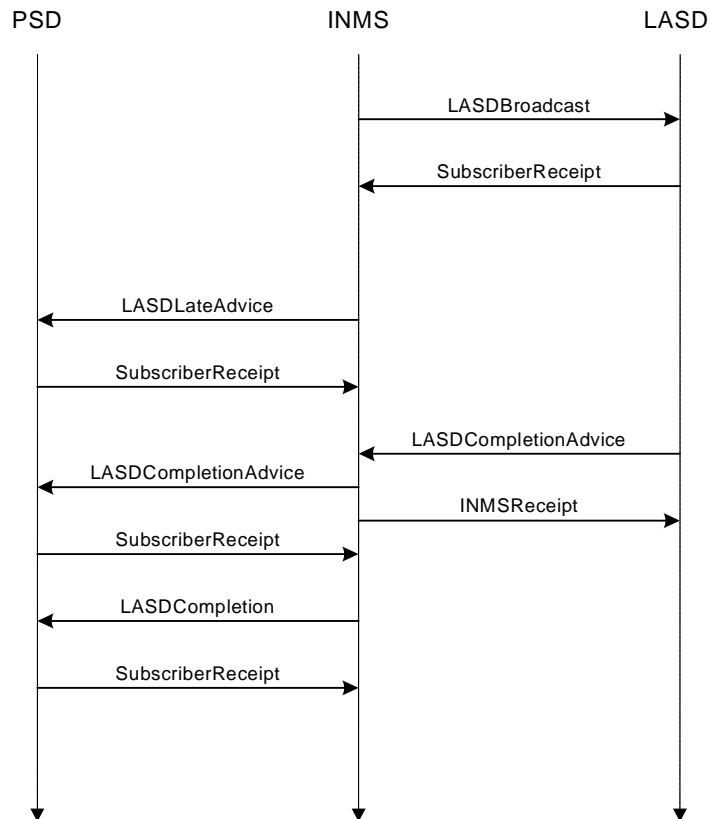 PSD
INMS
LASD
LASDBroadcast
SubscriberReceipt
LASDLateAdvice
SubscriberReceipt
LASDCompletionAdvice
LASDCompletionAdvice
INMSReceipt
SubscriberReceipt
LASDCompletion
SubscriberReceipt